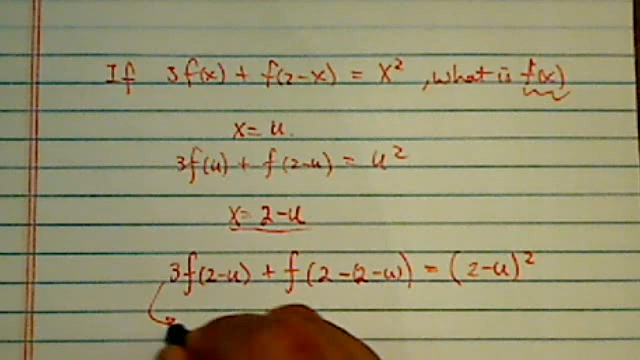 If 3f(x) + f(2-x) = x², what is f(x)
x = u.
3f(u) + f(2-u) = u²
x = 2-u
3f(2-u) + f(2-(2-u)) = (2-u)²